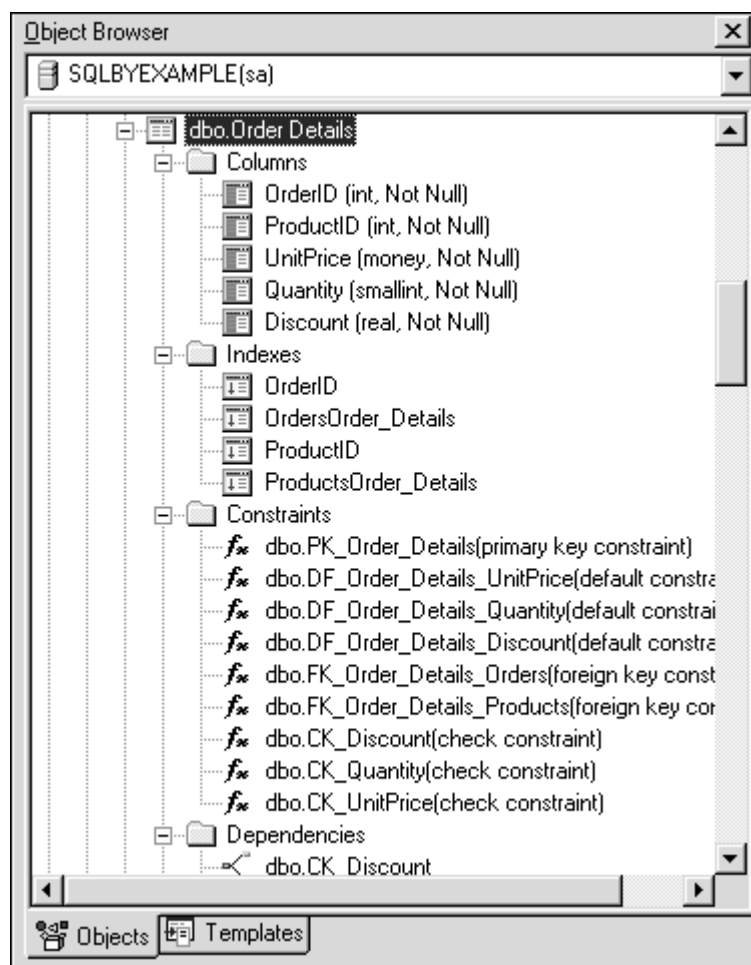 Object Browser
SQLBYEXAMPLE(sa)
dbo.Order Details
Columns
OrderID (int, Not Null)
ProductID (int, Not Null)
UnitPrice (money, Not Null)
Quantity (smallint, Not Null)
Discount (real, Not Null)
Indexes
OrderID
OrdersOrder_Details
ProductID
ProductsOrder_Details
Constraints
dbo.PK_Order_Details(primary key constraint)
dbo.DF_Order_Details_UnitPrice(default constra
dbo.DF_Order_Details_Quantity(default constrai
dbo.DF_Order_Details_Discount(default constra
dbo.FK_Order_Details_Orders(foreign key const
dbo.FK_Order_Details_Products(foreign key cor
dbo.CK_Discount(check constraint)
dbo.CK_Quantity(check constraint)
dbo.CK_UnitPrice(check constraint)
Dependencies
dbo.CK_Discount
Objects Templates